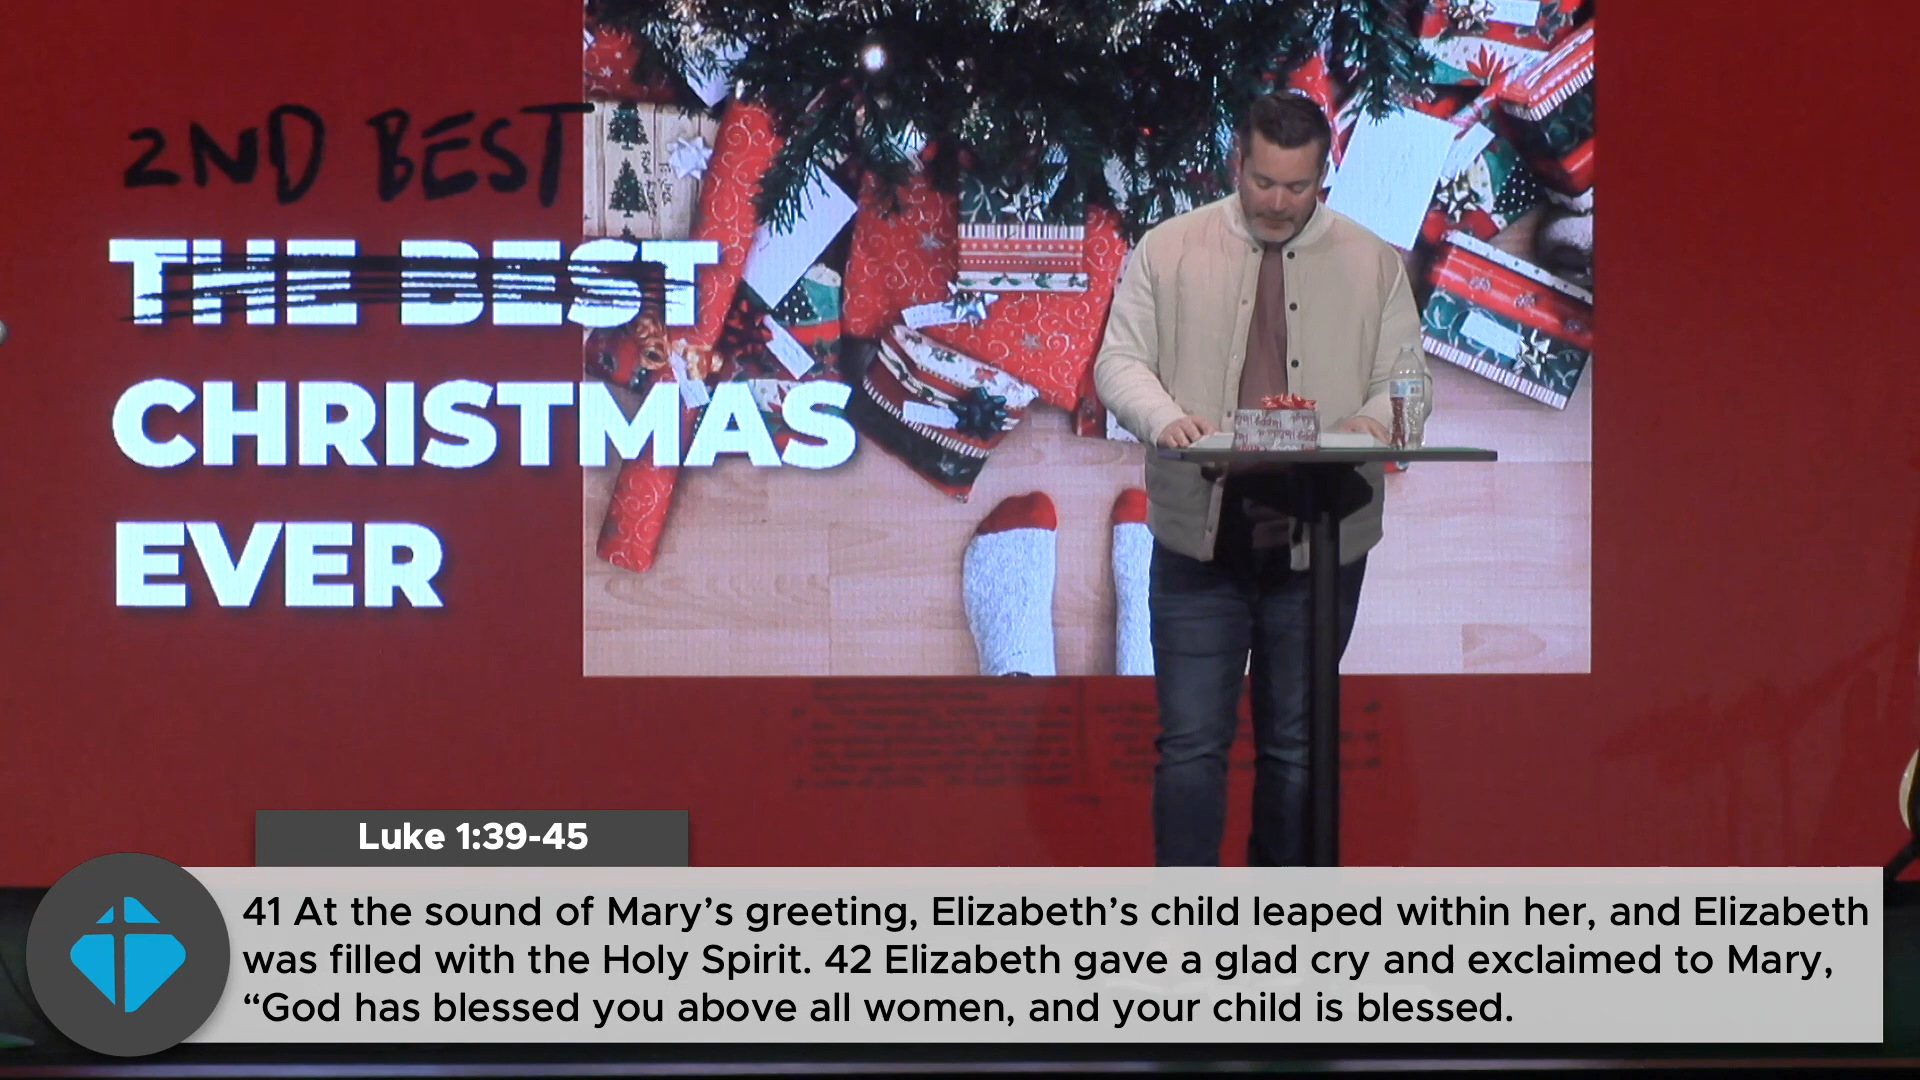 2ND BEST
THE BEST
CHRISTMAS
EVER
Luke 1:39-45
41 At the sound of Mary’s greeting, Elizabeth’s child leaped within her, and Elizabeth
was filled with the Holy Spirit. 42 Elizabeth gave a glad cry and exclaimed to Mary,
“God has blessed you above all women, and your child is blessed.